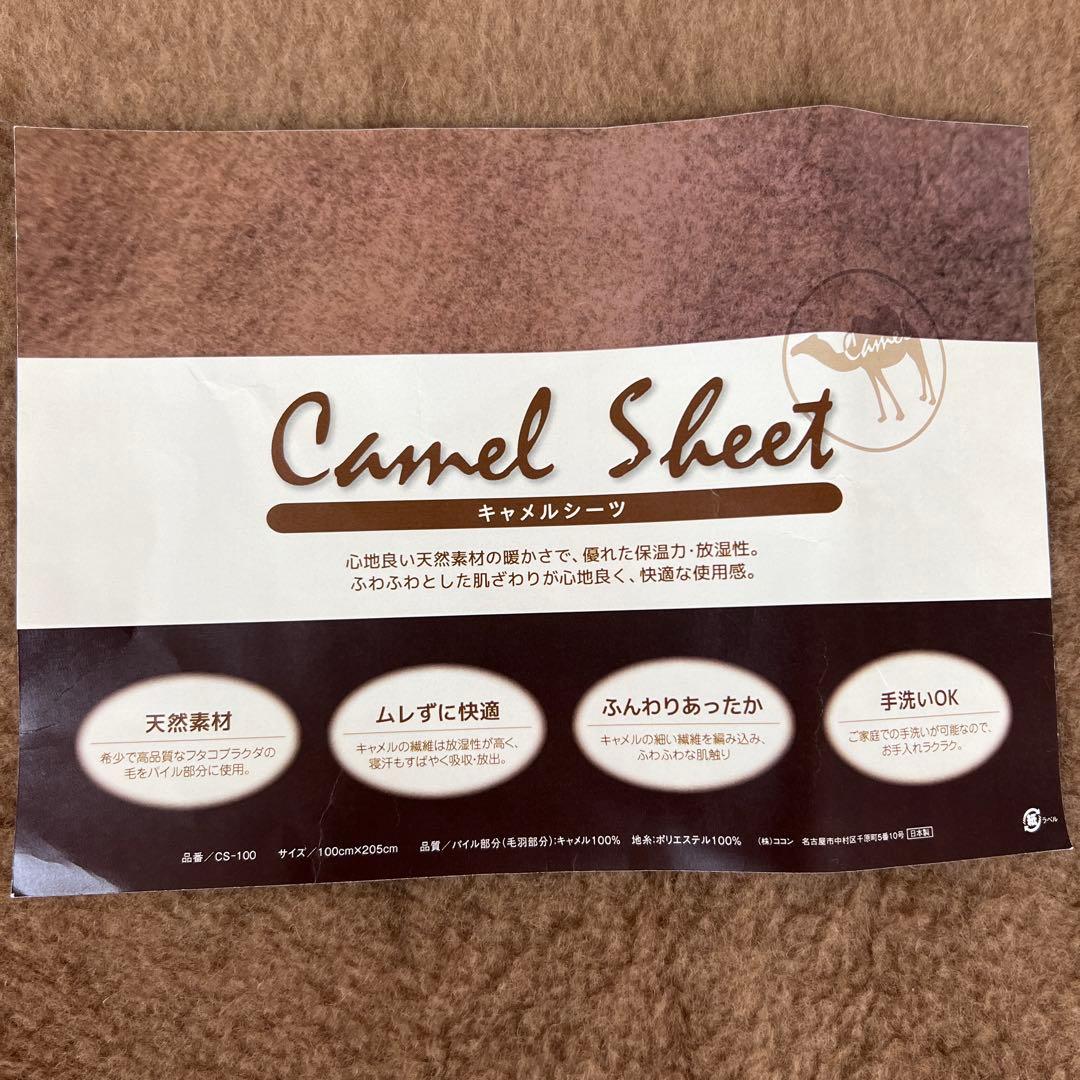 Camel
Camel Sheet
キャメルシーツ
心地良い天然素材の暖かさで、優れた保温力・放湿性。
ふわふわとした肌ざわりが心地良く、快適な使用感。
天然素材
希少で高品質なフタコブラクダの
毛をパイル部分に使用。
ムレずに快適
キャメルの繊維は放湿性が高く、
寝汗もすばやく吸収・放出。
ふんわりあったか
キャメルの細い繊維を編み込み、
ふわふわな肌触り
手洗いOK
ご家庭での手洗いが可能なので、
お手入れラクラク。
紙 ラベル
品番／CS-100 サイズ／100cm×205cm 品質／パイル部分(毛羽部分):キャメル100% 地糸:ポリエステル100% (株)ココン 名古屋市中村区千原町5番10号 日本製